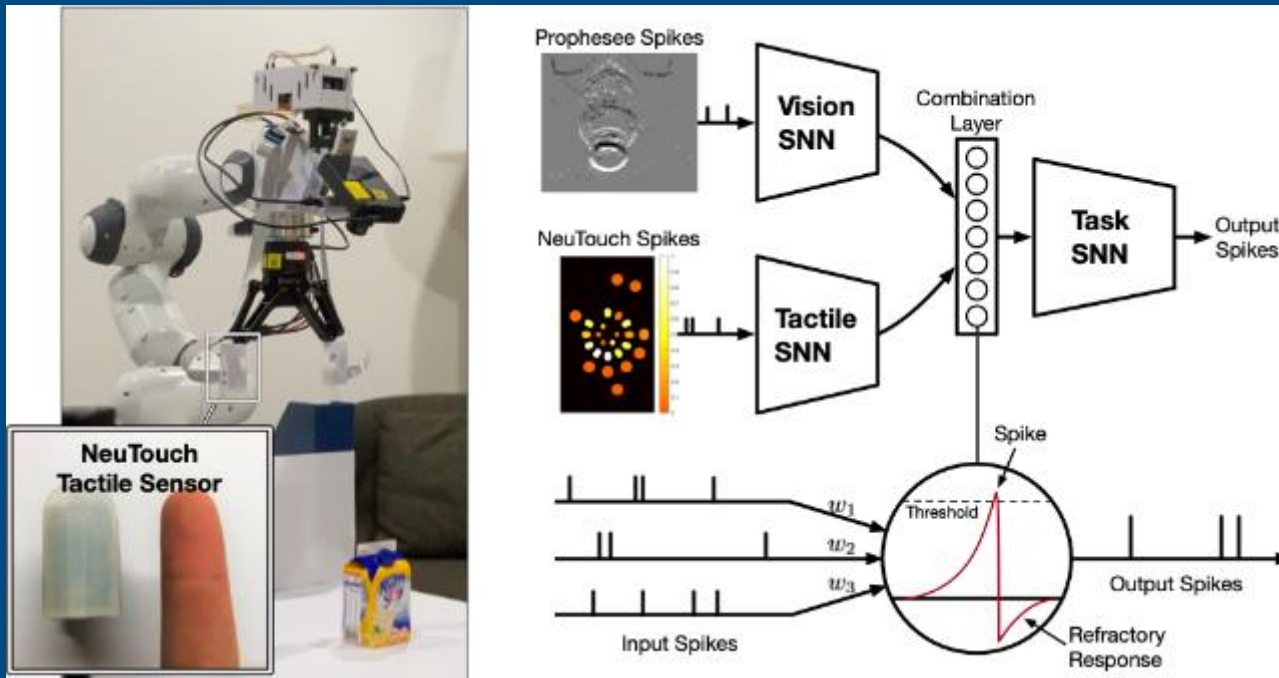 NeuTouch
Tactile Sensor
Prophesee Spikes
Vision
SNN
Combination
Layer
NeuTouch Spikes
Tactile
SNN
Task
SNN
Output
Spikes
Spike
Threshold
w1
w2
w3
Input Spikes
Output Spikes
Refractory
Response